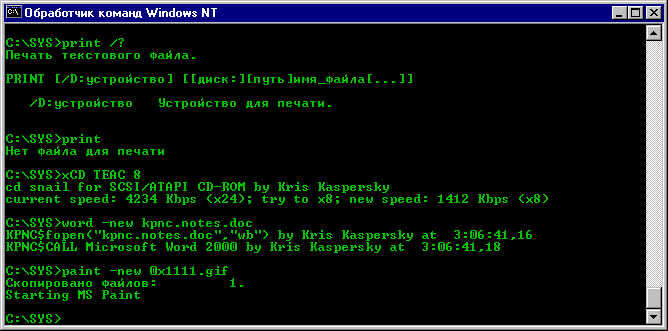 Обработчик команд Windows NT
C:\SYS>print /?
Печать текстового файла.
PRINT [/D:устройство] [[диск:][путь]имя_файла[...]]
/D:устройство   Устройство для печати.
C:\SYS>print
Нет файла для печати
C:\SYS>xCD TEAC 8
cd snail for SCSI/ATAPI CD-ROM by Kris Kaspersky
current speed: 4234 Kbps (x24); try to x8; new speed: 1412 Kbps (x8)
C:\SYS>word -new kpnc.notes.doc
KPNC$fopen("kpnc.notes.doc","wb") by Kris Kaspersky at  3:06:41,16
KPNC$CALL Microsoft Word 2000 by Kris Kaspersky at  3:06:41,18
C:\SYS>paint -new 0x1111.gif
Скопировано файлов:         1.
Starting MS Paint
C:\SYS>